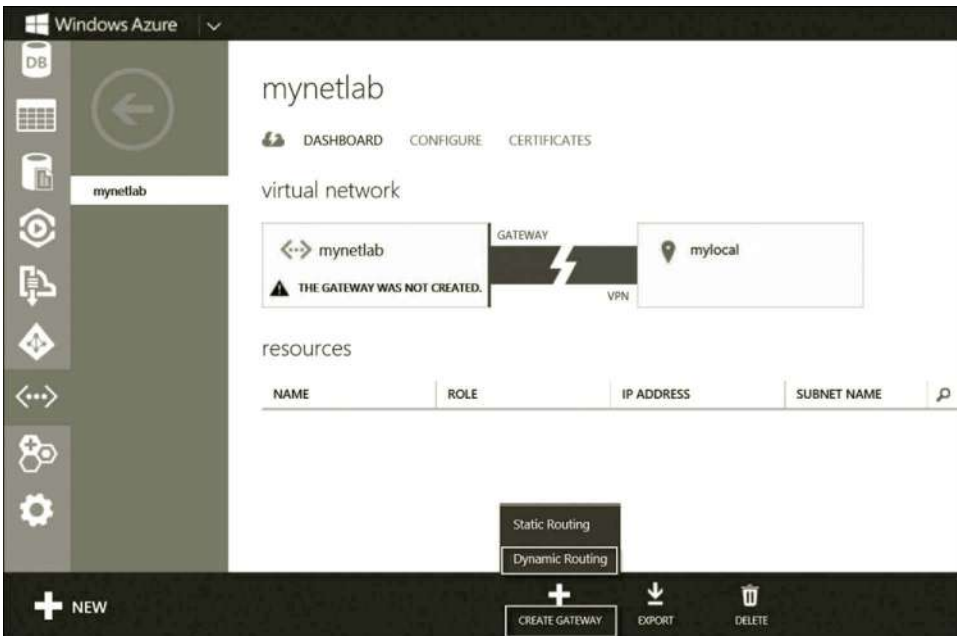 Windows Azure
DB
mynetlab
mynetlab
DASHBOARD CONFIGURE CERTIFICATES
virtual network
mynetlab
THE GATEWAY WAS NOT CREATED.
GATEWAY
VPN
mylocal
resources
NAME ROLE IP ADDRESS SUBNET NAME
Static Routing
Dynamic Routing
NEW
CREATE GATEWAY EXPORT DELETE